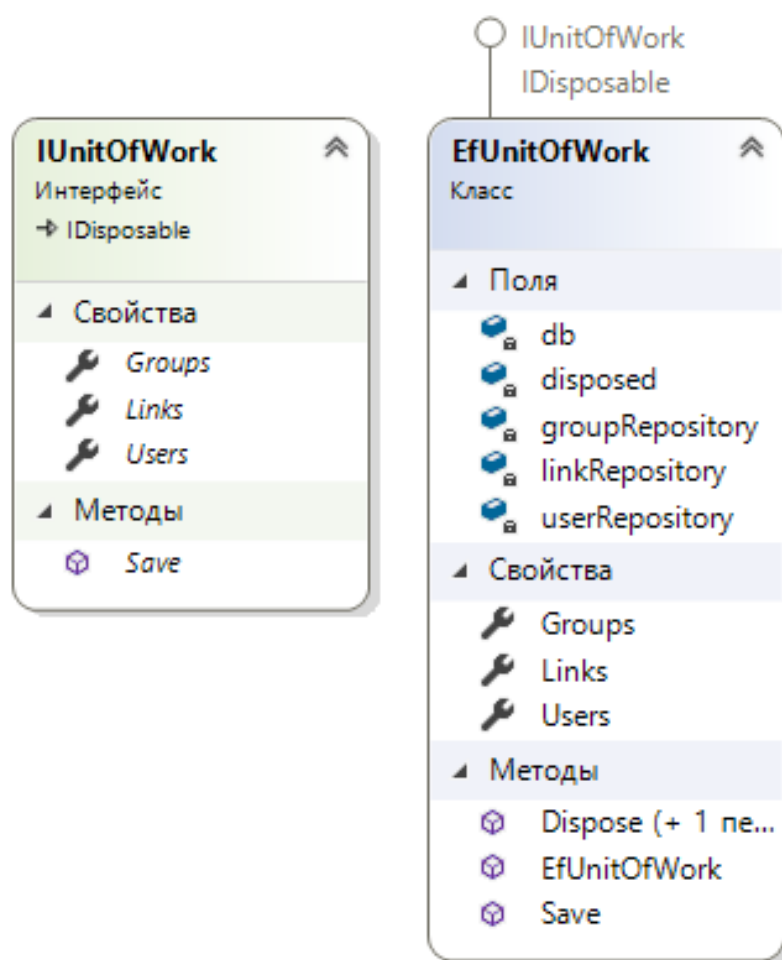 IUnitOfWork
Интерфейс
IDisposable
Свойства
Groups
Links
Users
Методы
Save
IUnitOfWork
IDisposable
EfUnitOfWork
Класс
Поля
db
disposed
groupRepository
linkRepository
userRepository
Свойства
Groups
Links
Users
Методы
Dispose (+ 1 пе...
EfUnitOfWork
Save